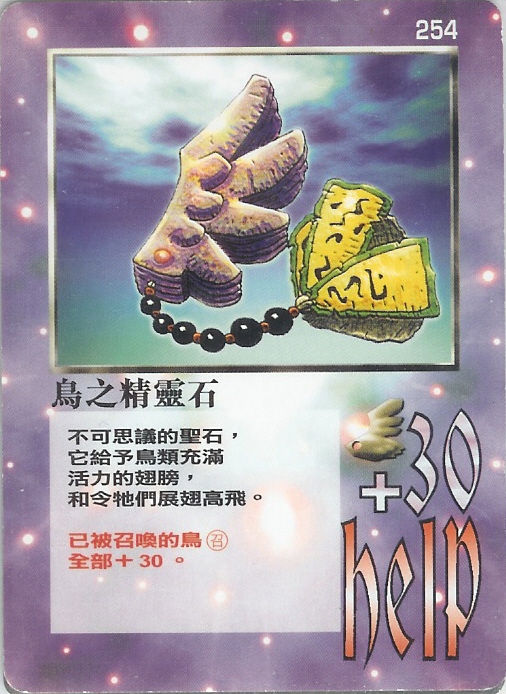 254
鳥之精靈石
不可思議的聖石，
它給予鳥類充滿
活力的翅膀，
和令牠們展翅高飛。
已被召喚的鳥㊁
全部＋30。
+30
help